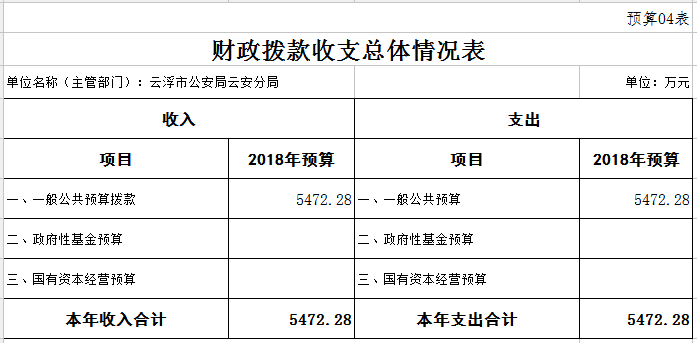 预算04表
财政拨款收支总体情况表
单位名称（主管部门）：云浮市公安局云安分局 单位：万元
收入 支出
项目 2018年预算 项目 2018年预算
一、一般公共预算拨款 5472.28 一、一般公共预算 5472.28
二、政府性基金预算 二、政府性基金预算
三、国有资本经营预算 三、国有资本经营预算
本年收入合计 5472.28 本年支出合计 5472.28